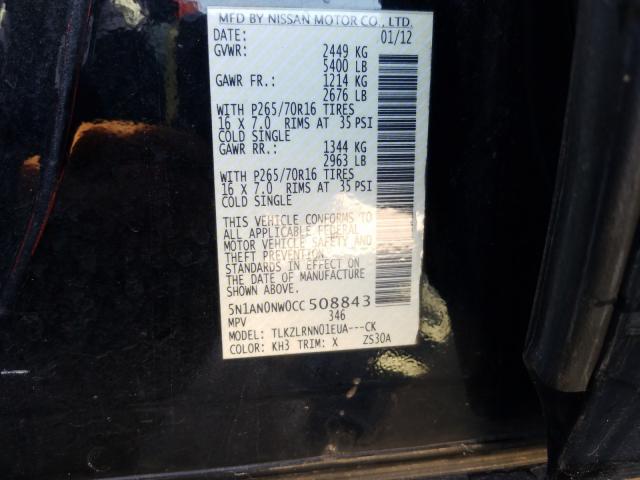 MFD BY NISSAN MOTOR CO., LTD.
DATE: 01/12
GVWR: 2449 KG
5400 LB
GAWR FR.: 1214 KG
2676 LB
WITH P265/70R16 TIRES
16 X 7.0 RIMS AT 35 PSI
COLD SINGLE
GAWR RR.: 1344 KG
2963 LB
WITH P265/70R16 TIRES
16 X 7.0 RIMS AT 35 PSI
COLD SINGLE
THIS VEHICLE CONFORMS TO
ALL APPLICABLE FEDERAL
MOTOR VEHICLE SAFETY AND
THEFT PREVENTION
STANDARDS IN EFFECT ON
THE DATE OF MANUFACTURE
SHOWN ABOVE.
5N1AN0NW0CC508843
MPV 346
MODEL: TLKZLRNN01EUA---CK
COLOR: KH3 TRIM: X ZS30A